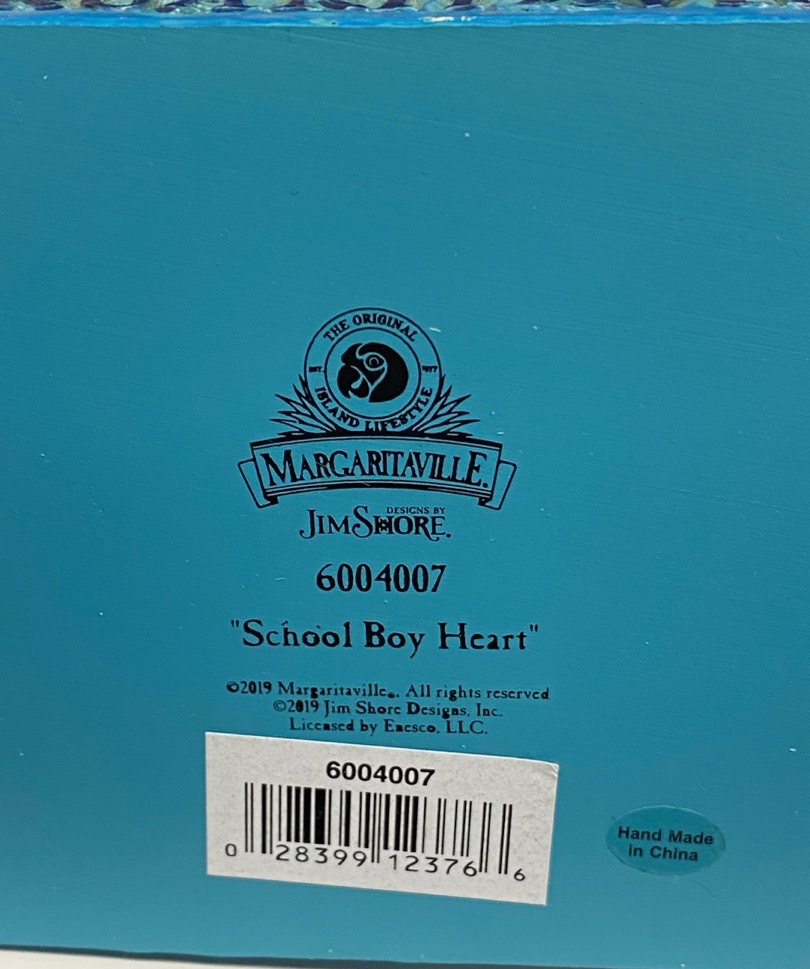 THE ORIGINAL
EST. 1977
ISLAND LIFESTYLE
MARGARITAVILLE.
DESIGNS BY
JIM SHORE.
6004007
"School Boy Heart"
©2019 Margaritaville®. All rights reserved
©2019 Jim Shore Designs, Inc.
Licensed by Enesco, LLC.
6004007
0 28399 12376 6
Hand Made
in China